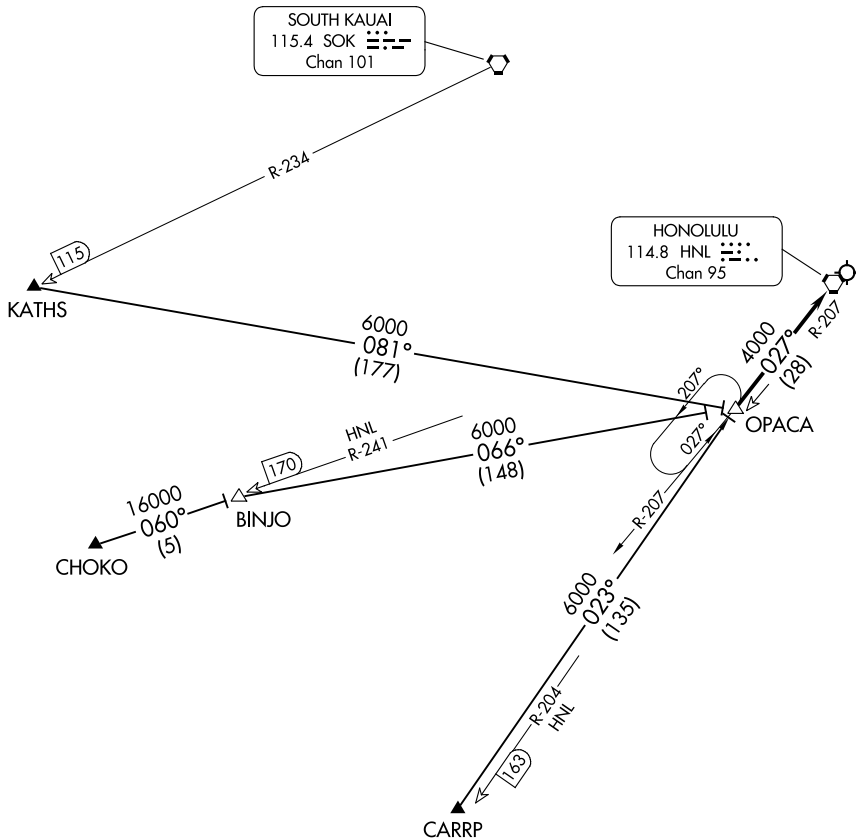 SOUTH KAUAI
115.4 SOK
Chan 101
R-234
115
KATHS
HONOLULU
114.8 HNL
Chan 95
R-207
4000
027°
(28)
6000
081°
(177)
207°
027°
OPACA
HNL
R-241
170
6000
066°
(148)
16000
060°
(5)
BINJO
CHOKO
R-207
6000
023°
(135)
R-204
HNL
163
CARRP